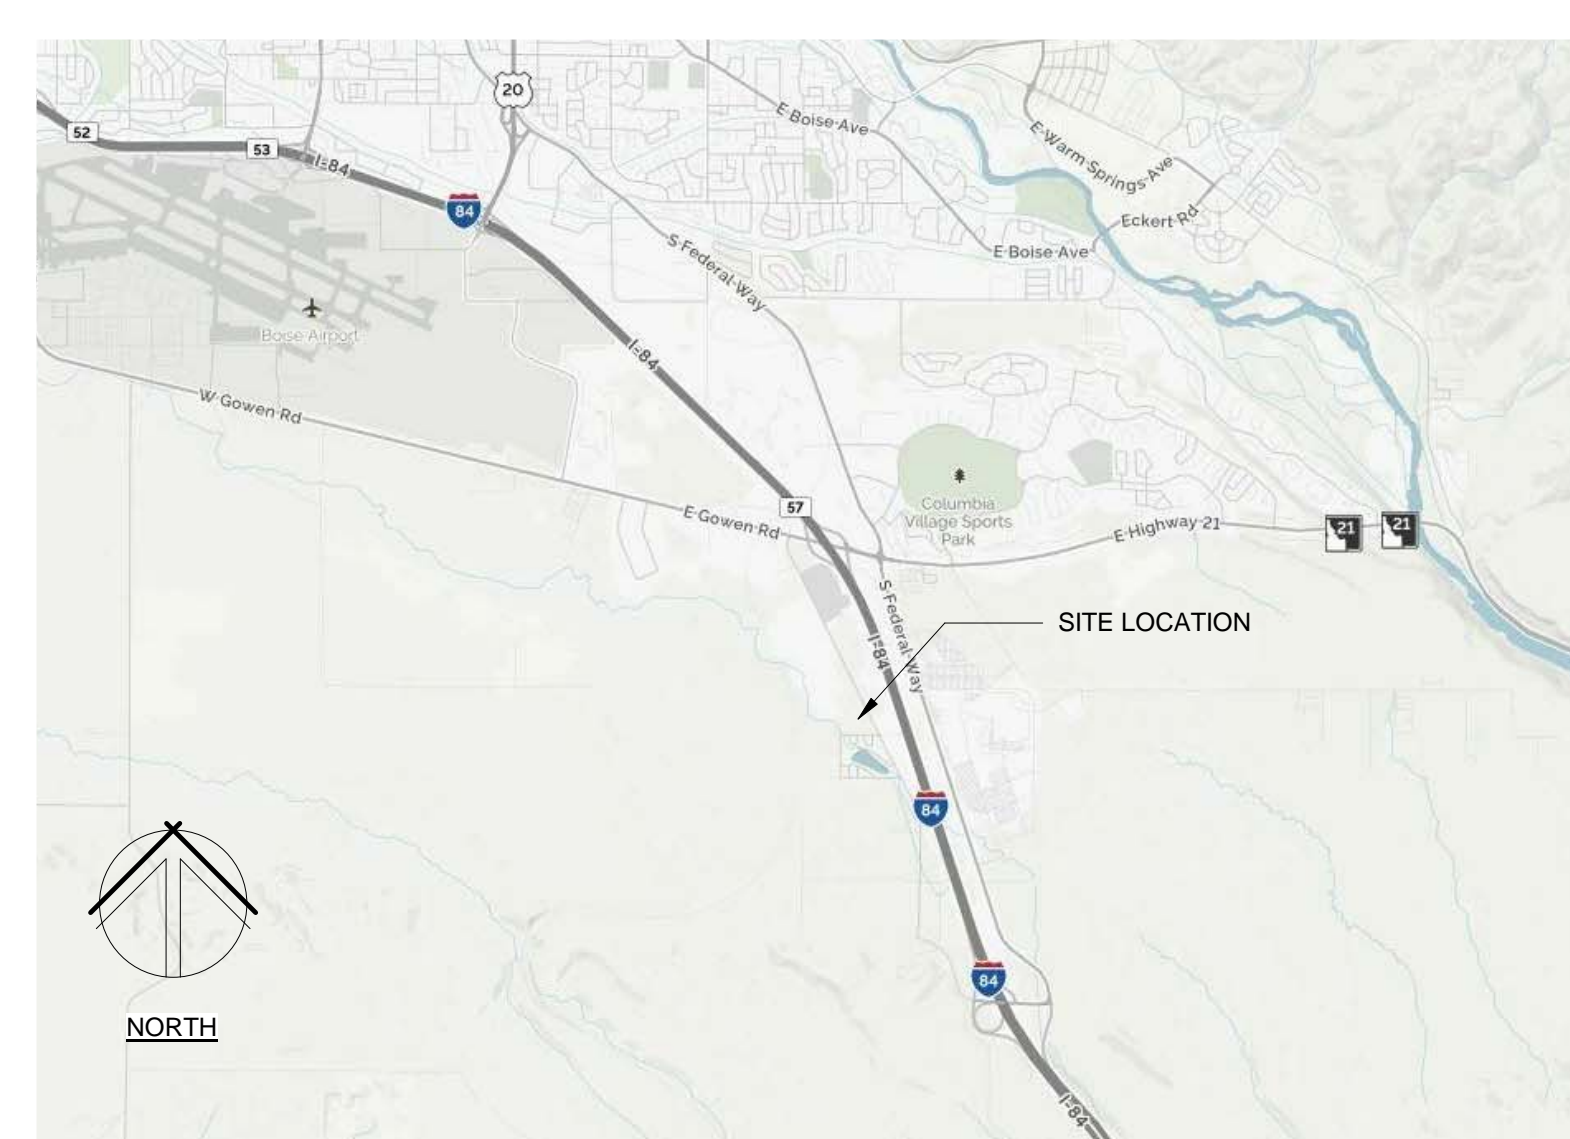 20
E Boise Ave
52
53
I-84
E Warm Springs Ave
84
Eckert Rd
S Federal Way
E Boise Ave
Boise Airport
I-84
W Gowen Rd
57
Columbia
Village Sports
Park
E Gowen Rd
E Highway 21
21
21
S Federal Way
SITE LOCATION
I-84
84
84
NORTH
I-84